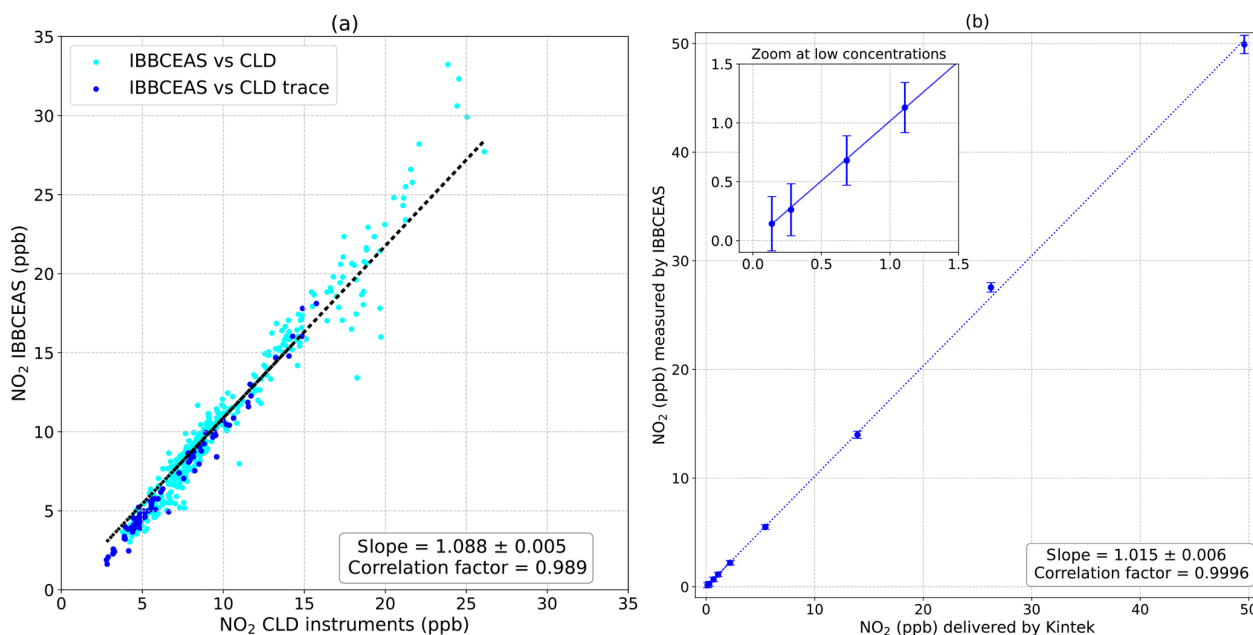 (a)
NO₂ IBBCEAS (ppb)
35
30
25
20
15
10
5
0
IBBCEAS vs CLD
IBBCEAS vs CLD trace
Slope = 1.088 ± 0.005
Correlation factor = 0.989
0 5 10 15 20 25 30 35
NO₂ CLD instruments (ppb)
(b)
NO₂ (ppb) measured by IBBCEAS
50
40
30
20
10
0
Zoom at low concentrations
1.5
1.0
0.5
0.0
0.0 0.5 1.0 1.5
Slope = 1.015 ± 0.006
Correlation factor = 0.9996
0 10 20 30 40 50
NO₂ (ppb) delivered by Kintek